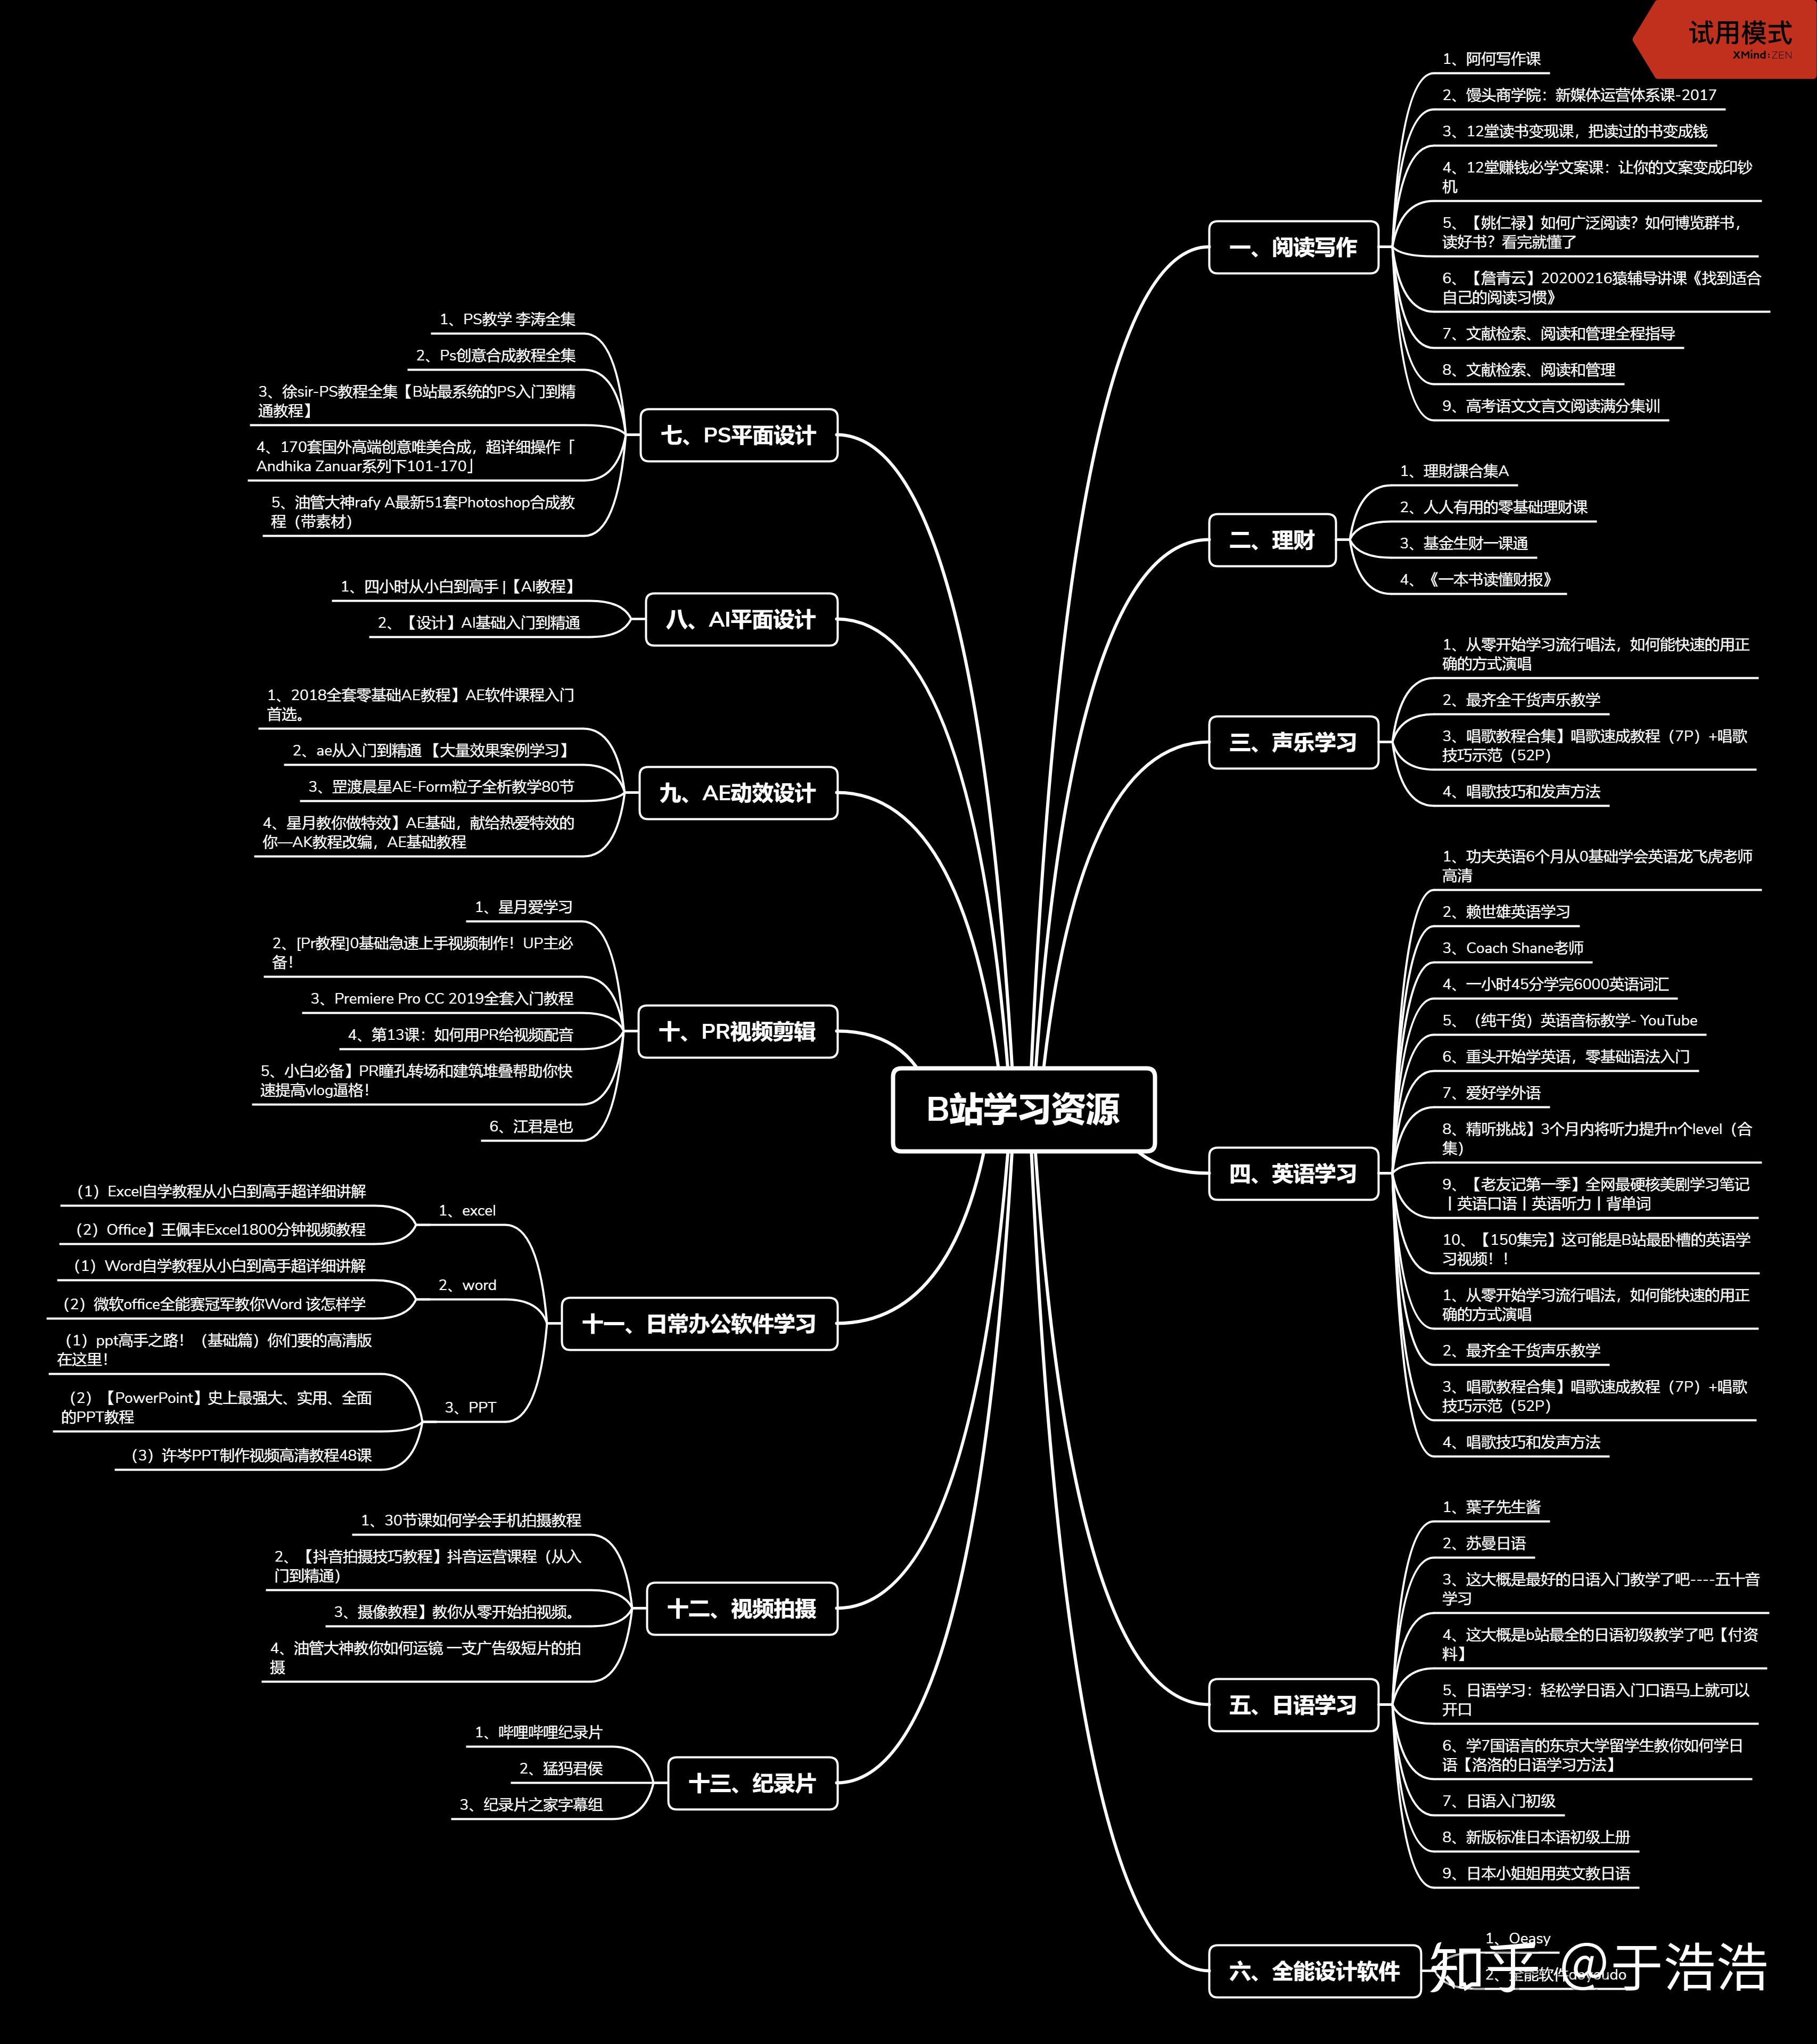 试用模式
XMind:ZEN
B站学习资源
一、阅读写作
1、阿何写作课
2、馒头商学院：新媒体运营体系课-2017
3、12堂读书变现课，把读过的书变成钱
4、12堂赚钱必学文案课：让你的文案变成印钞
机
5、【姚仁禄】如何广泛阅读？如何博览群书，
读好书？看完就懂了
6、【詹青云】20200216猿辅导讲课《找到适合
自己的阅读习惯》
7、文献检索、阅读和管理全程指导
8、文献检索、阅读和管理
9、高考语文文言文阅读满分集训
二、理财
1、理财課合集A
2、人人有用的零基础理财课
3、基金生财一课通
4、《一本书读懂财报》
三、声乐学习
1、从零开始学习流行唱法，如何能快速的用正
确的方式演唱
2、最齐全干货声乐教学
3、唱歌教程合集】唱歌速成教程（7P）+唱歌
技巧示范（52P）
4、唱歌技巧和发声方法
四、英语学习
1、功夫英语6个月从0基础学会英语龙飞虎老师
高清
2、赖世雄英语学习
3、Coach Shane老师
4、一小时45分学完6000英语词汇
5、（纯干货）英语音标教学- YouTube
6、重头开始学英语，零基础语法入门
7、爱好学外语
8、精听挑战】3个月内将听力提升n个level（合
集）
9、【老友记第一季】全网最硬核美剧学习笔记
丨英语口语丨英语听力丨背单词
10、【150集完】这可能是B站最卧槽的英语学
习视频！！
1、从零开始学习流行唱法，如何能快速的用正
确的方式演唱
2、最齐全干货声乐教学
3、唱歌教程合集】唱歌速成教程（7P）+唱歌
技巧示范（52P）
4、唱歌技巧和发声方法
五、日语学习
1、葉子先生酱
2、苏曼日语
3、这大概是最好的日语入门教学了吧----五十音
学习
4、这大概是b站最全的日语初级教学了吧【付资
料】
5、日语学习：轻松学日语入门口语马上就可以
开口
6、学7国语言的东京大学留学生教你如何学日
语【洛洛的日语学习方法】
7、日语入门初级
8、新版标准日本语初级上册
9、日本小姐姐用英文教日语
六、全能设计软件
1、Oeasy
2、全能软件doyoudo
七、PS平面设计
1、PS教学 李涛全集
2、Ps创意合成教程全集
3、徐sir-PS教程全集【B站最系统的PS入门到精
通教程】
4、170套国外高端创意唯美合成，超详细操作「
Andhika Zanuar系列下101-170」
5、油管大神rafy A最新51套Photoshop合成教
程（带素材）
八、AI平面设计
1、四小时从小白到高手 |【AI教程】
2、【设计】AI基础入门到精通
九、AE动效设计
1、2018全套零基础AE教程】AE软件课程入门
首选。
2、ae从入门到精通 【大量效果案例学习】
3、罡渡晨星AE-Form粒子全析教学80节
4、星月教你做特效】AE基础，献给热爱特效的
你—AK教程改编，AE基础教程
十、PR视频剪辑
1、星月爱学习
2、[Pr教程]0基础急速上手视频制作！UP主必
备！
3、Premiere Pro CC 2019全套入门教程
4、第13课：如何用PR给视频配音
5、小白必备】PR瞳孔转场和建筑堆叠帮助你快
速提高vlog逼格！
6、江君是也
十一、日常办公软件学习
1、excel
（1）Excel自学教程从小白到高手超详细讲解
（2）Office】王佩丰Excel1800分钟视频教程
2、word
（1）Word自学教程从小白到高手超详细讲解
（2）微软office全能赛冠军教你Word 该怎样学
3、PPT
（1）ppt高手之路！（基础篇）你们要的高清版
在这里！
（2）【PowerPoint】史上最强大、实用、全面
的PPT教程
（3）许岑PPT制作视频高清教程48课
十二、视频拍摄
1、30节课如何学会手机拍摄教程
2、【抖音拍摄技巧教程】抖音运营课程（从入
门到精通）
3、摄像教程】教你从零开始拍视频。
4、油管大神教你如何运镜 一支广告级短片的拍
摄
十三、纪录片
1、哔哩哔哩纪录片
2、猛犸君侯
3、纪录片之家字幕组
知乎 @于浩浩